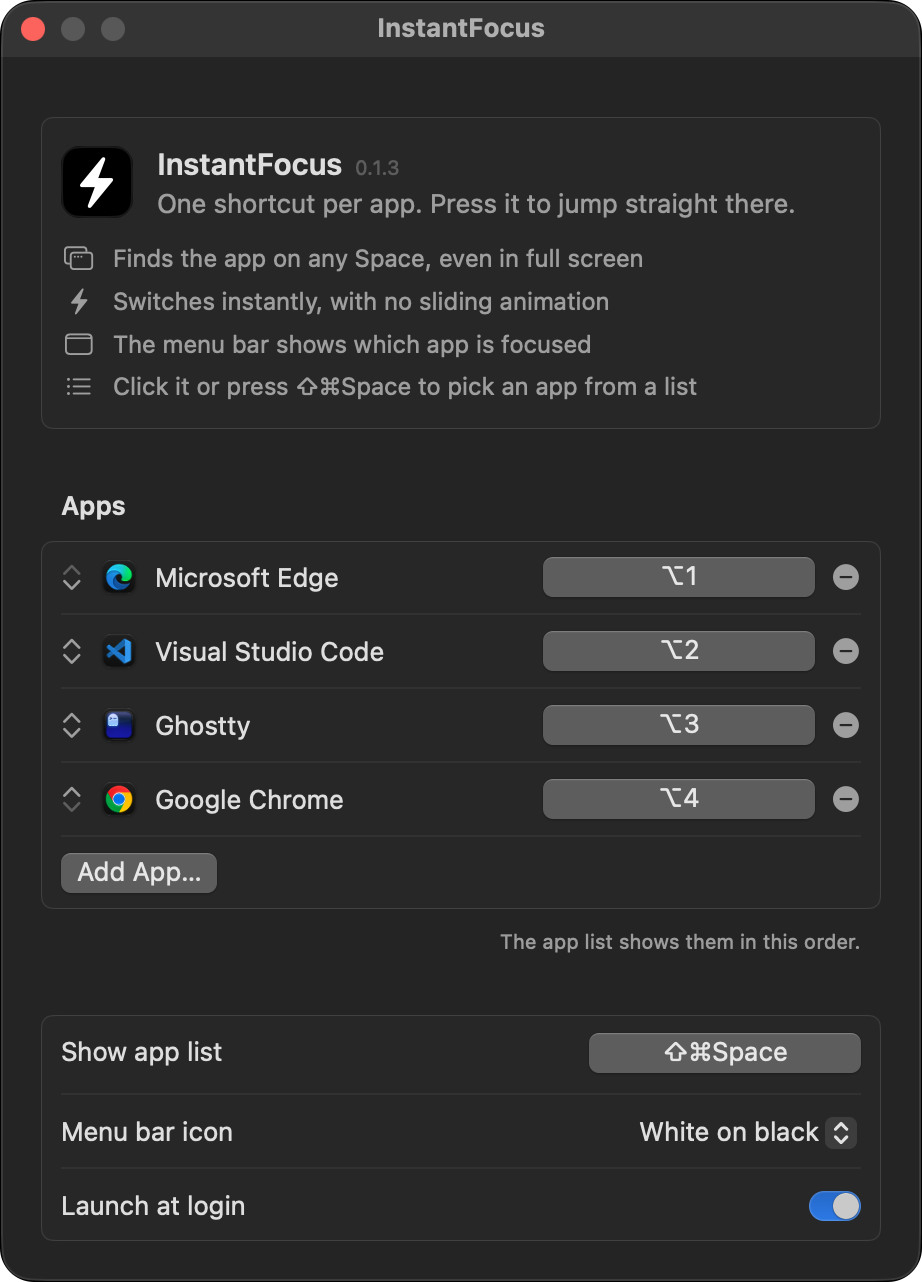 InstantFocus
InstantFocus 0.1.3
One shortcut per app. Press it to jump straight there.
Finds the app on any Space, even in full screen
Switches instantly, with no sliding animation
The menu bar shows which app is focused
Click it or press ⇧⌘Space to pick an app from a list
Apps
Microsoft Edge ⌥1
Visual Studio Code ⌥2
Ghostty ⌥3
Google Chrome ⌥4
Add App...
The app list shows them in this order.
Show app list ⇧⌘Space
Menu bar icon White on black
Launch at login